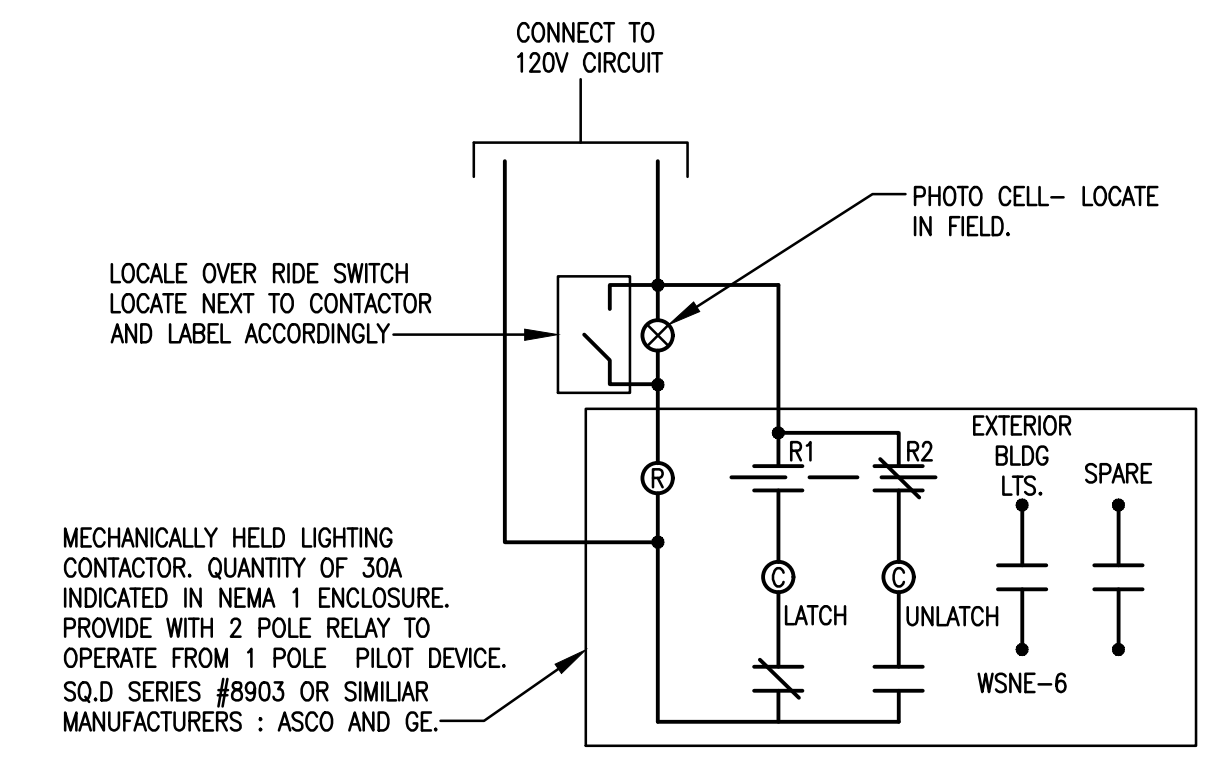 CONNECT TO
120V CIRCUIT
PHOTO CELL- LOCATE
IN FIELD.
LOCALE OVER RIDE SWITCH
LOCATE NEXT TO CONTACTOR
AND LABEL ACCORDINGLY
EXTERIOR
BLDG
LTS.
SPARE
R1
R2
R
C
C
LATCH
UNLATCH
WSNE-6
MECHANICALLY HELD LIGHTING
CONTACTOR. QUANTITY OF 30A
INDICATED IN NEMA 1 ENCLOSURE.
PROVIDE WITH 2 POLE RELAY TO
OPERATE FROM 1 POLE PILOT DEVICE.
SQ.D SERIES #8903 OR SIMILIAR
MANUFACTURERS : ASCO AND GE.